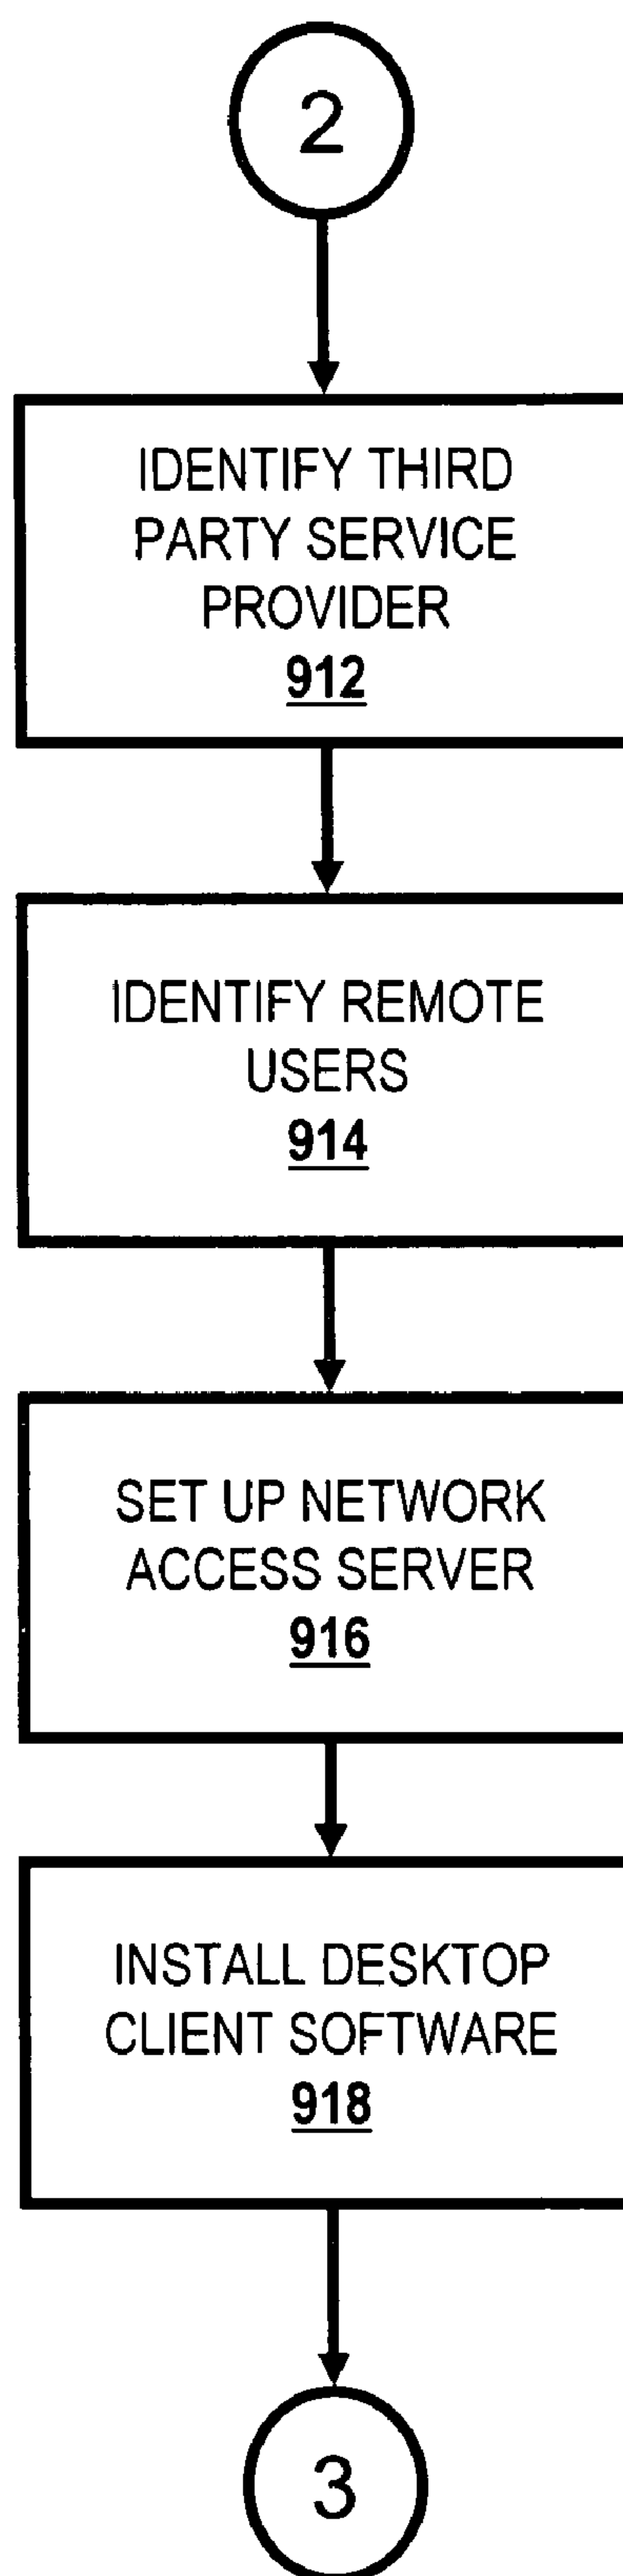 2
IDENTIFY THIRD
PARTY SERVICE
PROVIDER
912
IDENTIFY REMOTE
USERS
914
SET UP NETWORK
ACCESS SERVER
916
INSTALL DESKTOP
CLIENT SOFTWARE
918
3